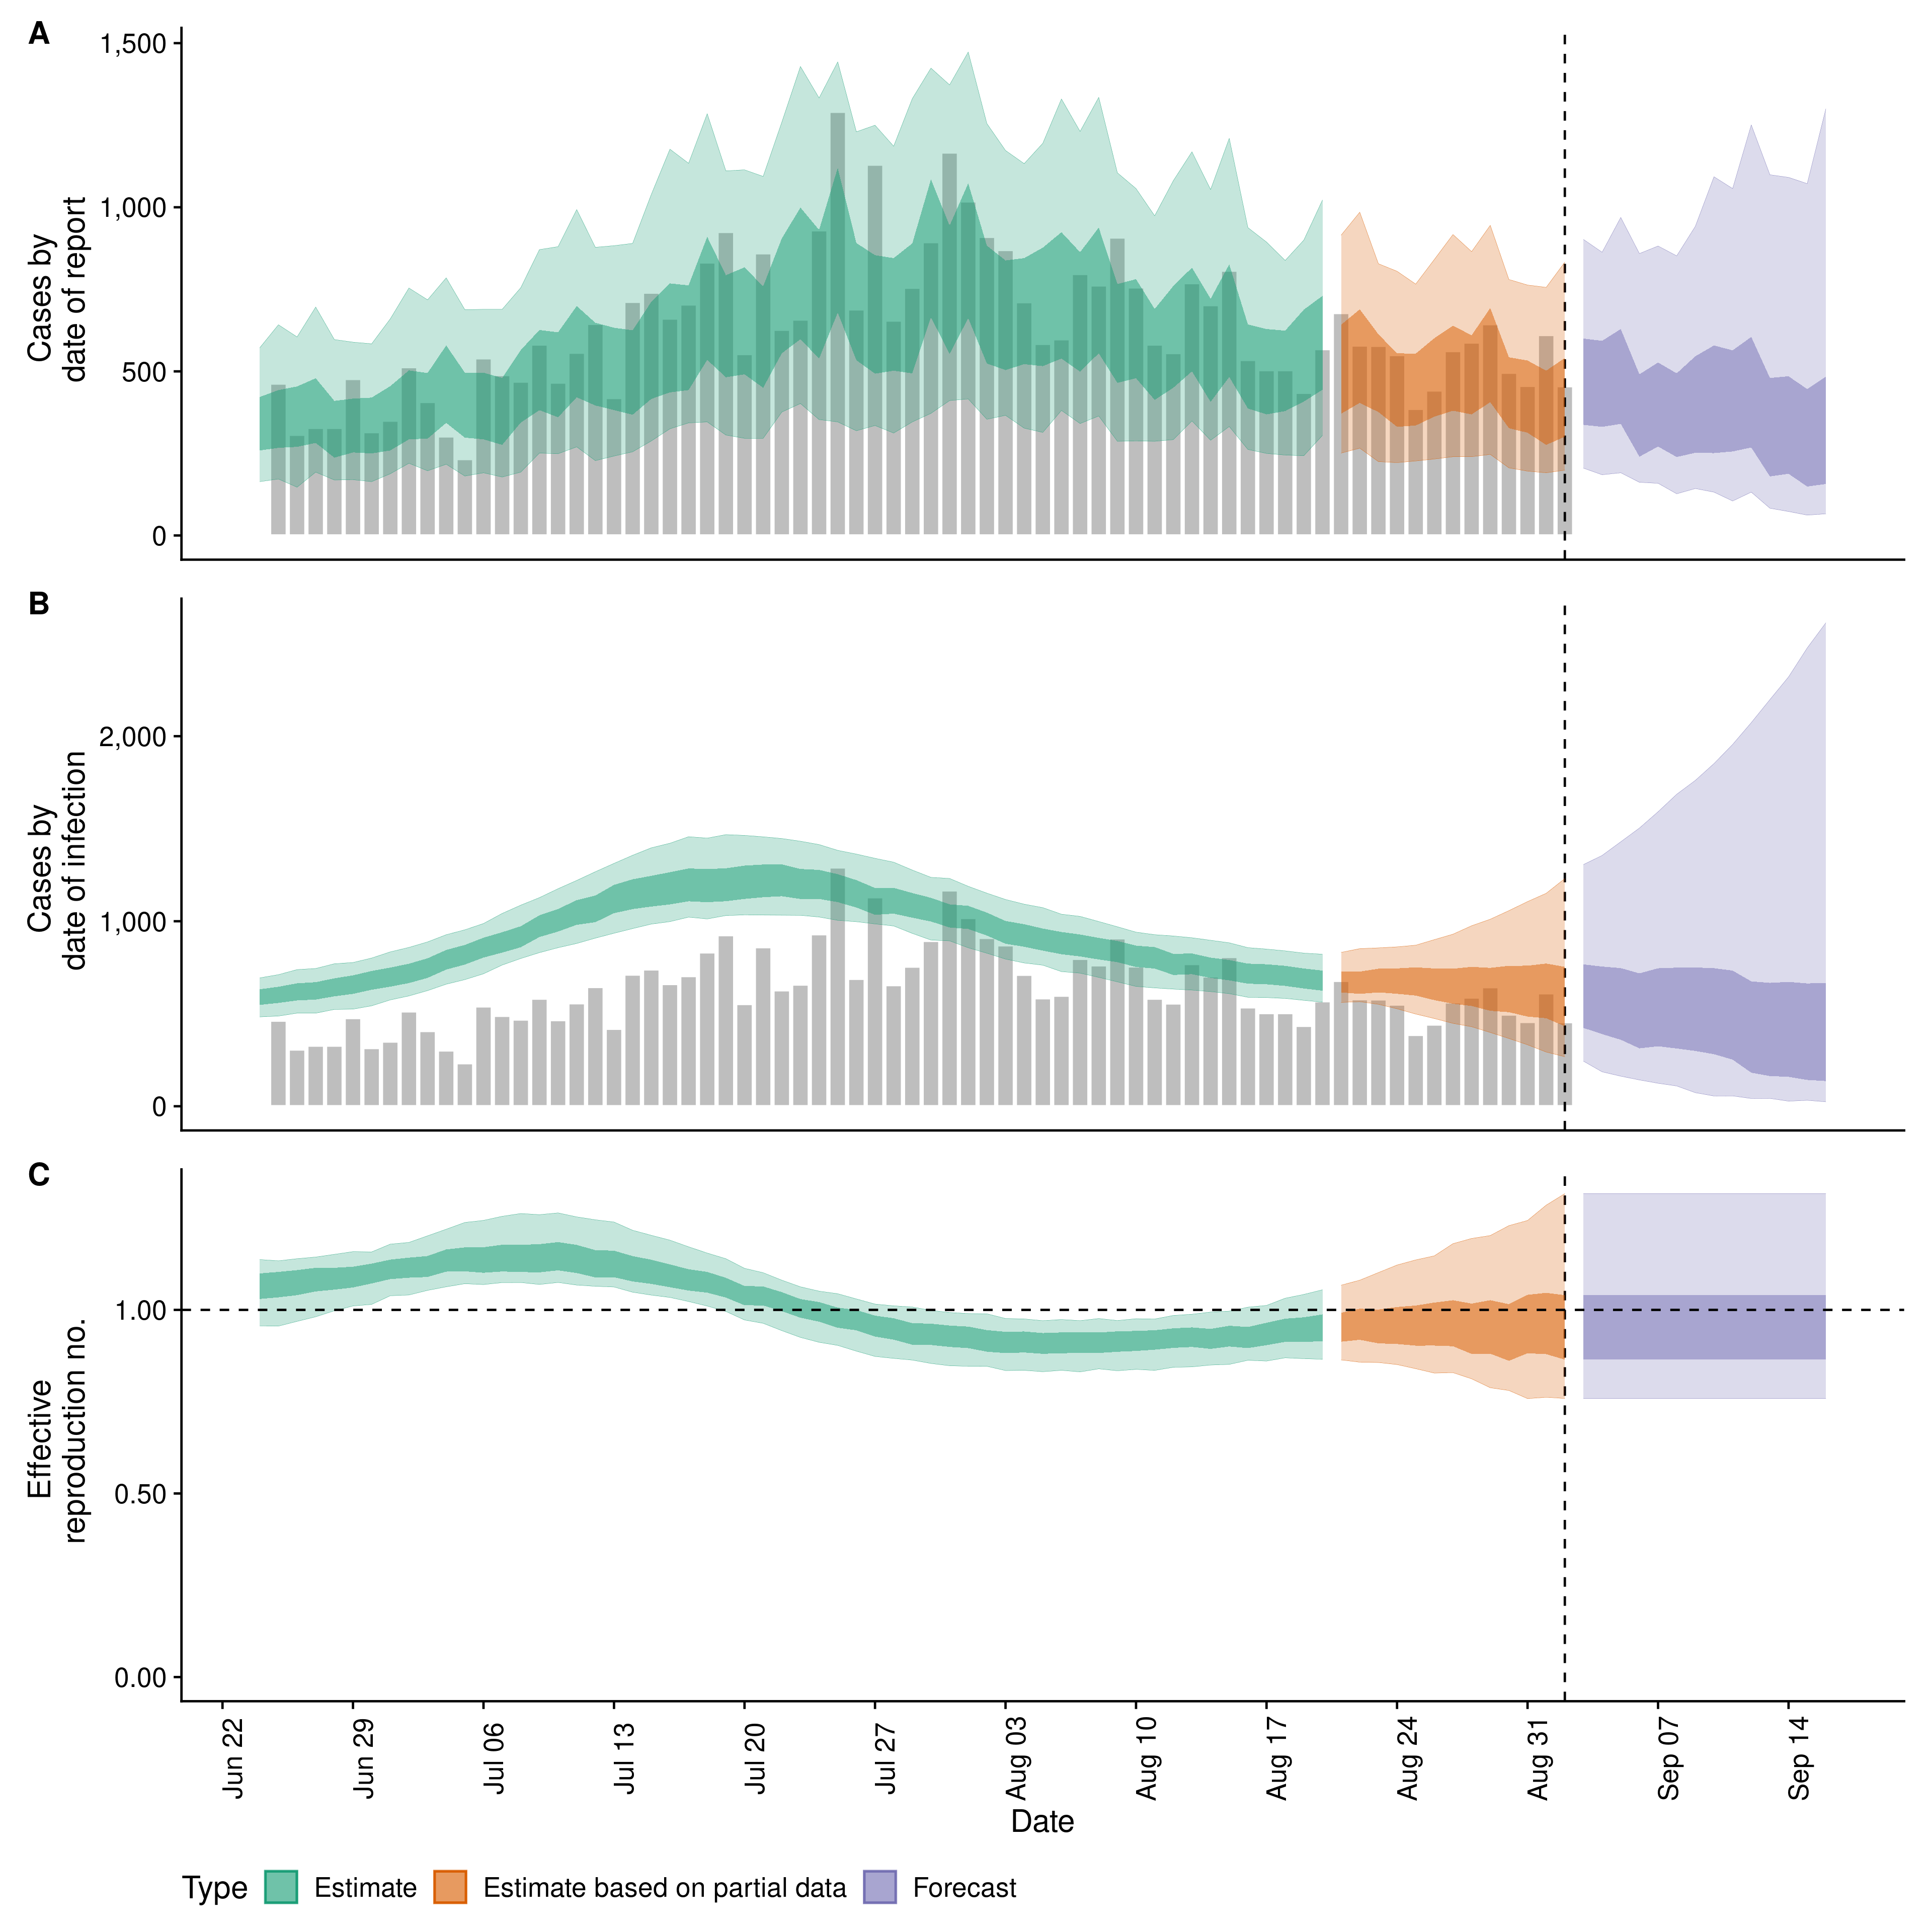 A
1,500
1,000
500
0
Cases by
date of report
B
2,000
1,000
0
Cases by
date of infection
C
1.00
0.50
0.00
Effective
reproduction no.
Jun 22
Jun 29
Jul 06
Jul 13
Jul 20
Jul 27
Aug 03
Aug 10
Aug 17
Aug 24
Aug 31
Sep 07
Sep 14
Date
Type Estimate Estimate based on partial data Forecast